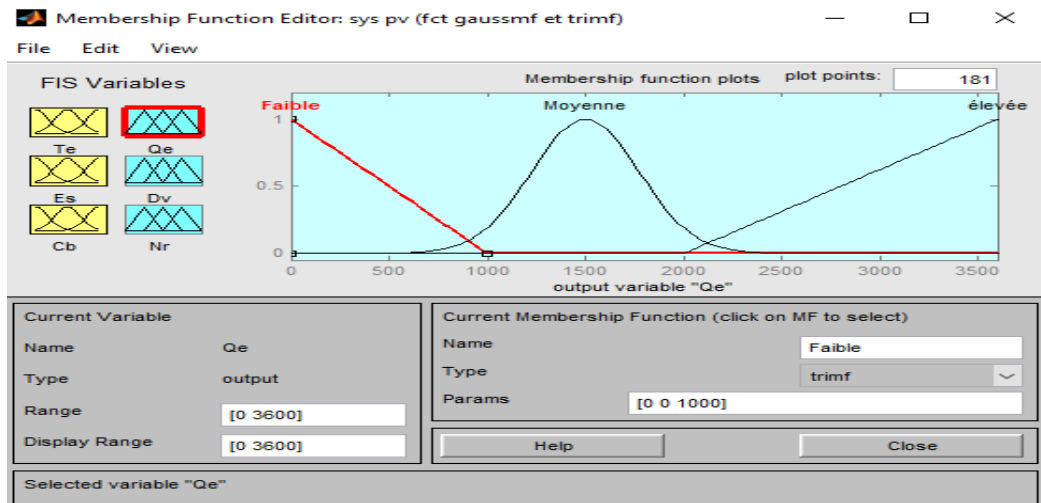 Membership Function Editor: sys pv (fct gaussmf et trimf)
File Edit View
FIS Variables
Te Qe
Es Dv
Cb Nr
Membership function plots plot points: 181
Faible Moyenne élevée
1
0.5
0
0 500 1000 1500 2000 2500 3000 3500
output variable "Qe"
Current Variable
Name Qe
Type output
Range [0 3600]
Display Range [0 3600]
Current Membership Function (click on MF to select)
Name Faible
Type trimf
Params [0 0 1000]
Help Close
Selected variable "Qe"